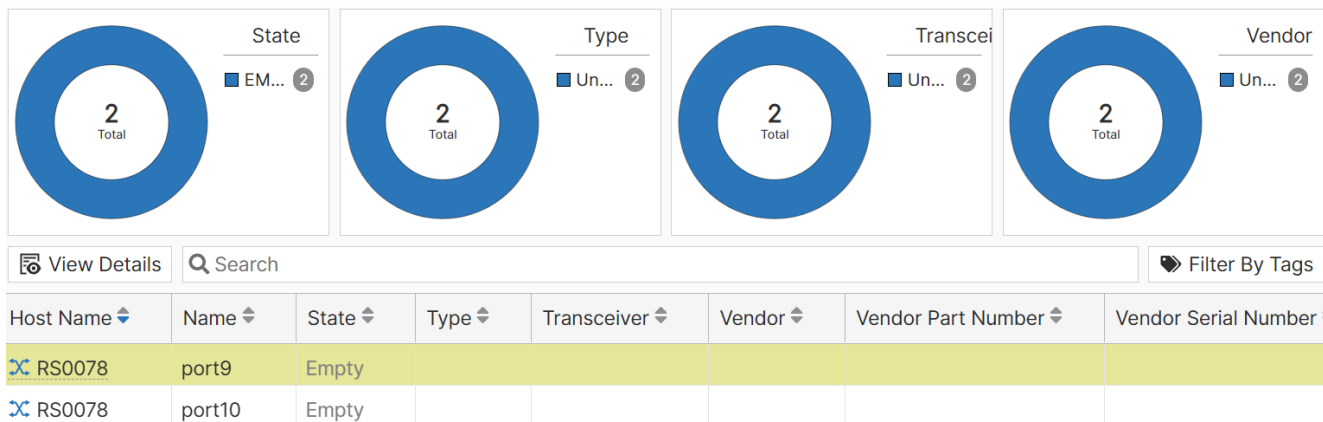 State
EM... 2
2
Total
Type
Un... 2
2
Total
Transcei
Un... 2
2
Total
Vendor
Un... 2
2
Total
View Details
Search
Filter By Tags
Host Name Name State Type Transceiver Vendor Vendor Part Number Vendor Serial Number
RS0078 port9 Empty
RS0078 port10 Empty